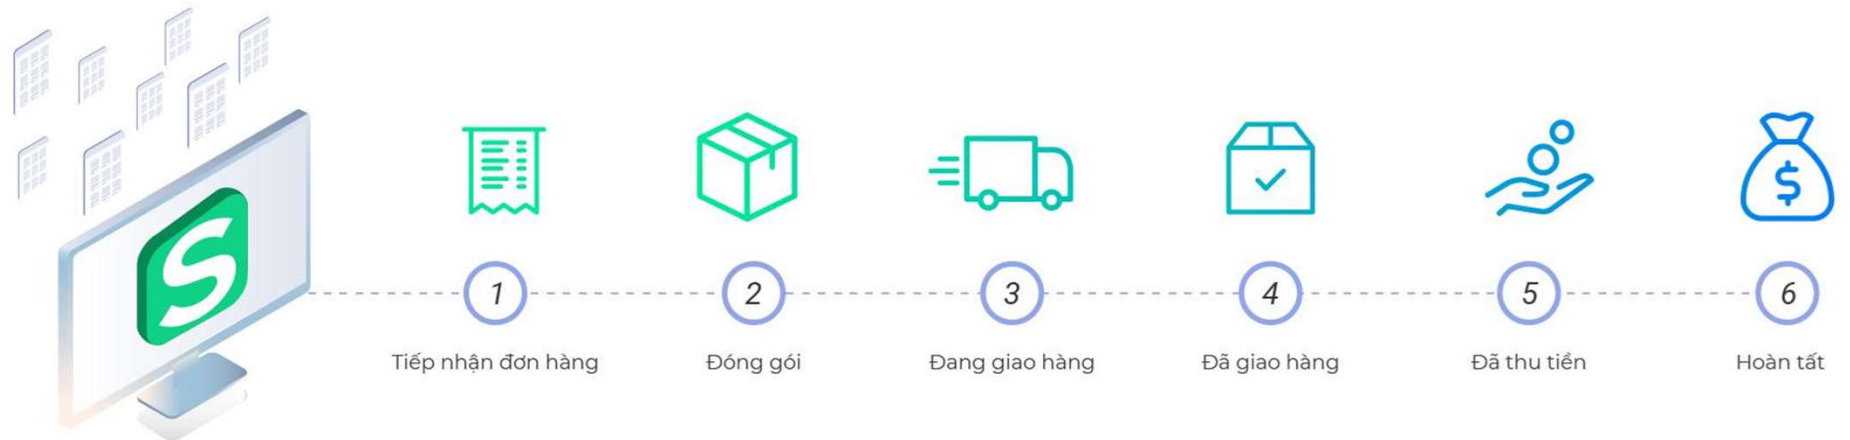 S
1
2
3
4
5
6
Tiếp nhận đơn hàng
Đóng gói
Đang giao hàng
Đã giao hàng
Đã thu tiền
Hoàn tất
$